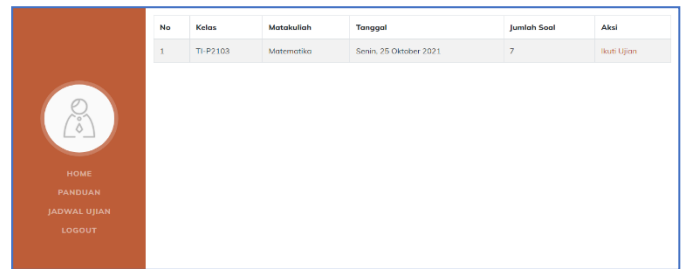 No Kelas Matakuliah Tanggal Jumlah Soal Aksi
1 TI-P2103 Matematika Senin, 25 Oktober 2021 7 Ikuti Ujian
HOME
PANDUAN
JADWAL UJIAN
LOGOUT